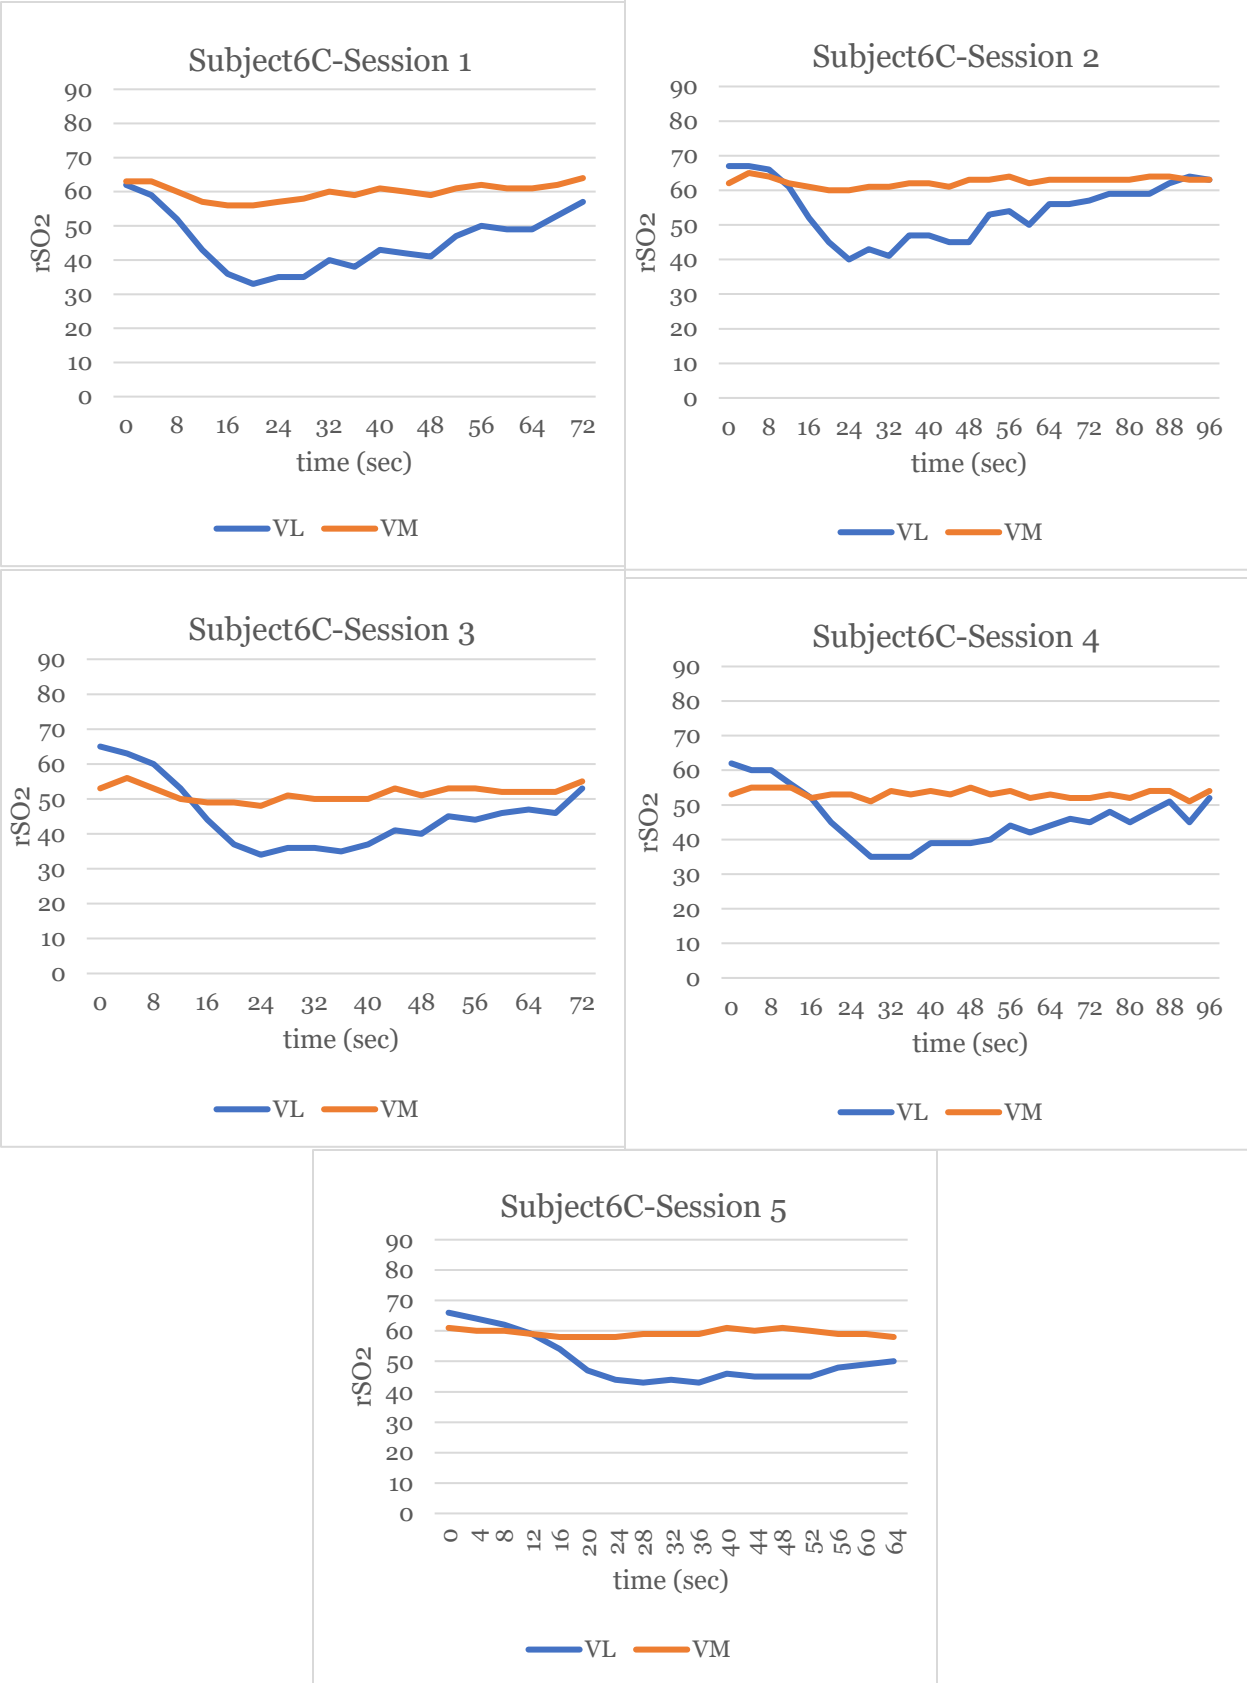 Subject6C-Session 1
90
80
70
60
50
40
30
20
10
0
rSO2
0 8 16 24 32 40 48 56 64 72
time (sec)
VL VM
Subject6C-Session 2
90
80
70
60
50
40
30
20
10
0
rSO2
0 8 16 24 32 40 48 56 64 72 80 88 96
time (sec)
VL VM
Subject6C-Session 3
90
80
70
60
50
40
30
20
10
0
rSO2
0 8 16 24 32 40 48 56 64 72
time (sec)
VL VM
Subject6C-Session 4
90
80
70
60
50
40
30
20
10
0
rSO2
0 8 16 24 32 40 48 56 64 72 80 88 96
time (sec)
VL VM
Subject6C-Session 5
90
80
70
60
50
40
30
20
10
0
rSO2
0 4 8 12 16 20 24 28 32 36 40 44 48 52 56 60 64
time (sec)
VL VM